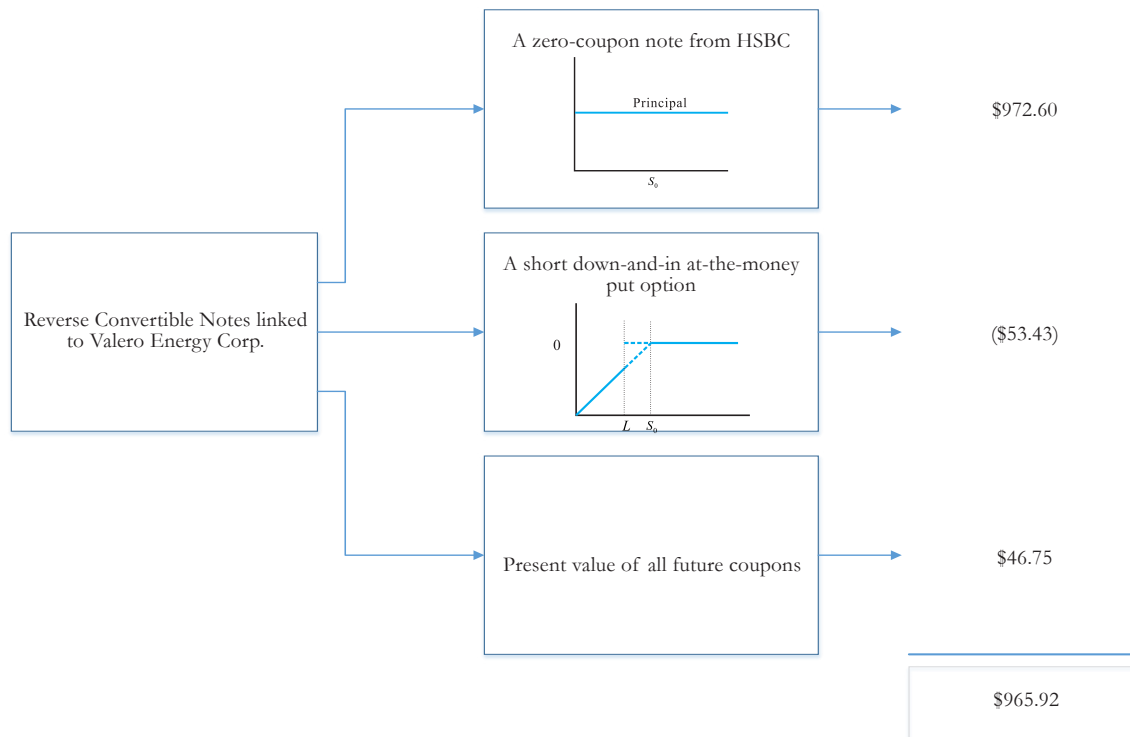 A zero-coupon note from HSBC
Principal
S₀
$972.60
Reverse Convertible Notes linked
to Valero Energy Corp.
A short down-and-in at-the-money
put option
0
L S₀
($53.43)
Present value of all future coupons
$46.75
$965.92